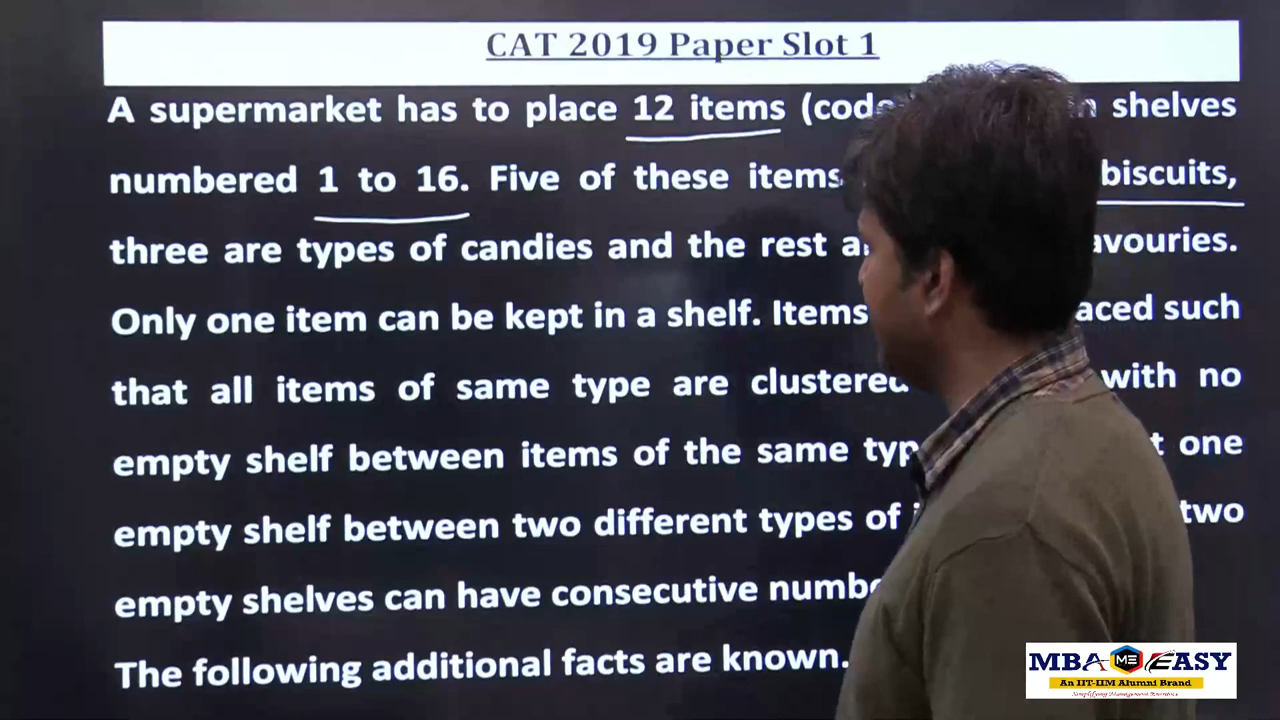 CAT 2019 Paper Slot 1
A supermarket has to place 12 items (cod shelves
numbered 1 to 16. Five of these items biscuits,
three are types of candies and the rest a avouries.
Only one item can be kept in a shelf. Items aced such
that all items of same type are clustered with no
empty shelf between items of the same typ t one
empty shelf between two different types of i two
empty shelves can have consecutive numbe
The following additional facts are known.
MBA ME EASY
An IIT-IIM Alumni Brand